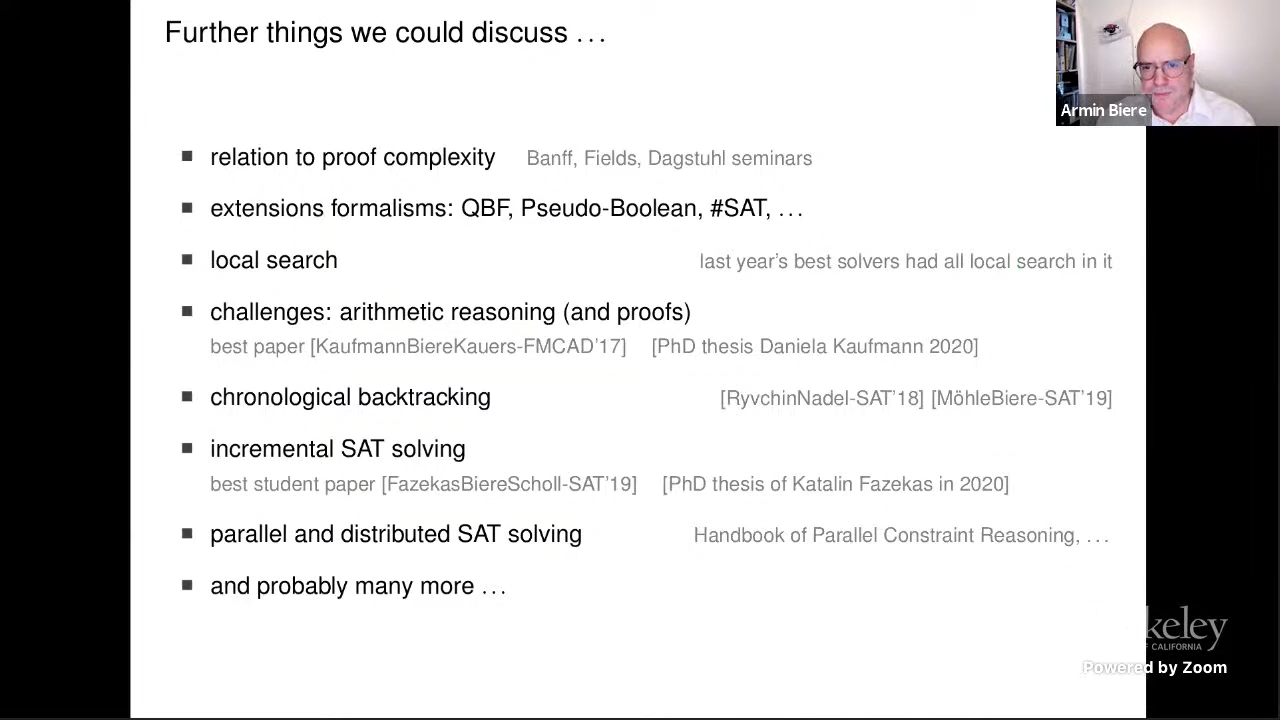 Further things we could discuss ...
Armin Biere
relation to proof complexity Banff, Fields, Dagstuhl seminars
extensions formalisms: QBF, Pseudo-Boolean, #SAT, ...
local search last year's best solvers had all local search in it
challenges: arithmetic reasoning (and proofs)
best paper [KaufmannBiereKauers-FMCAD'17] [PhD thesis Daniela Kaufmann 2020]
chronological backtracking [RyvchinNadel-SAT'18] [MöhleBiere-SAT'19]
incremental SAT solving
best student paper [FazekasBiereScholl-SAT'19] [PhD thesis of Katalin Fazekas in 2020]
parallel and distributed SAT solving Handbook of Parallel Constraint Reasoning, ...
and probably many more ...
keley
F CALIFORNIA
Powered by Zoom